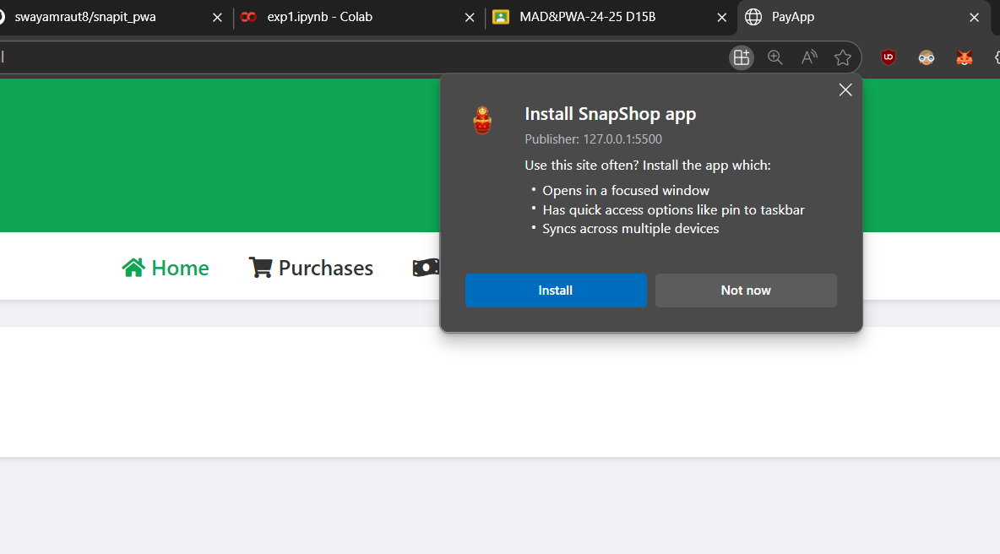 swayamraut8/snapit_pwa
exp1.ipynb - Colab
MAD&PWA-24-25 D15B
PayApp
Install SnapShop app
Publisher: 127.0.0.1:5500
Use this site often? Install the app which:
• Opens in a focused window
• Has quick access options like pin to taskbar
• Syncs across multiple devices
Install
Not now
Home
Purchases